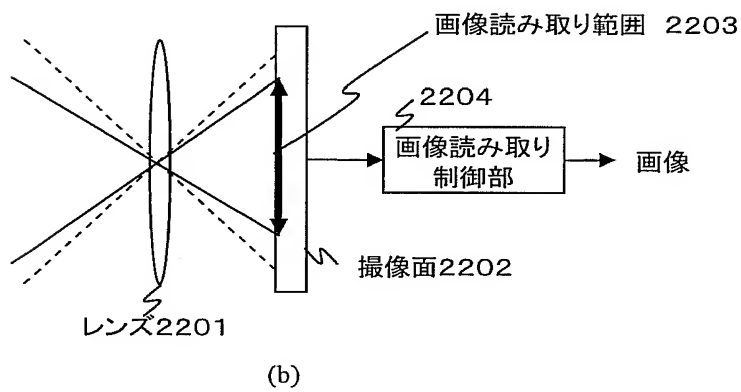 画像読み取り範囲 2203
2204
画像読み取り
制御部
画像
撮像面2202
レンズ2201
(b)